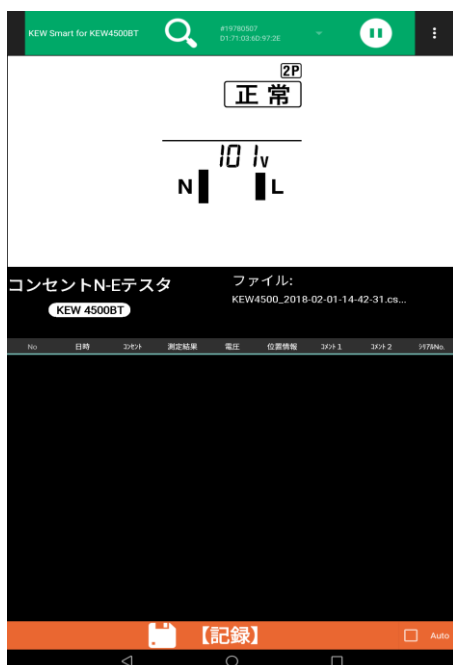 KEW Smart for KEW4500BT
#19780507
D1:71:03:6D:97:2E
2P
正常
101v
N L
コンセントN-Eテスタ
KEW 4500BT
ファイル:
KEW4500_2018-02-01-14-42-31.cs...
No 日時 ｺﾝｾﾝﾄ 測定結果 電圧 位置情報 ｺﾒﾝﾄ 1 ｺﾒﾝﾄ 2 ｼﾘｱﾙNo.
【記録】
Auto